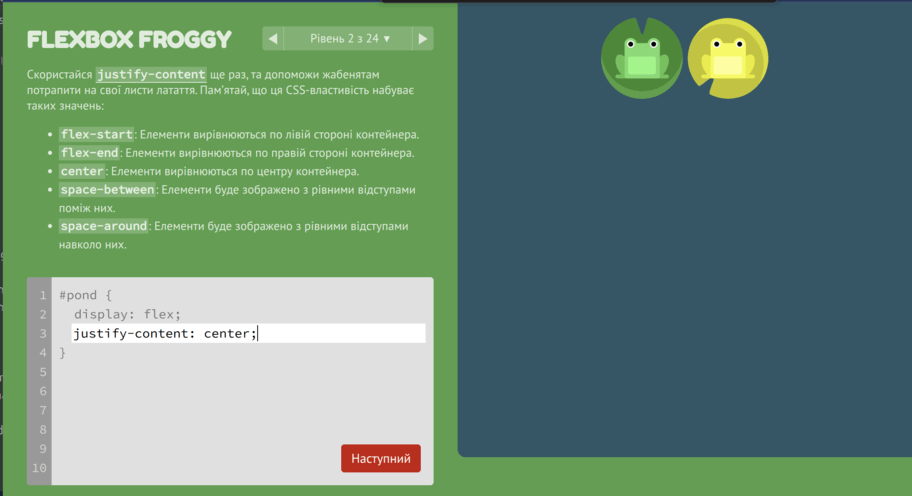 FLEXBOX FROGGY
Рівень 2 з 24 ▾
Скористайся justify-content ще раз, та допоможи жабенятам
потрапити на свої листи латаття. Пам'ятай, що ця CSS-властивість набуває
таких значень:
• flex-start: Елементи вирівнюються по лівій стороні контейнера.
• flex-end: Елементи вирівнюються по правій стороні контейнера.
• center: Елементи вирівнюються по центру контейнера.
• space-between: Елементи буде зображено з рівними відступами
поміж них.
• space-around: Елементи буде зображено з рівними відступами
навколо них.
1 #pond {
2 display: flex;
3 justify-content: center;
4 }
5
6
7
8
9
10
Наступний